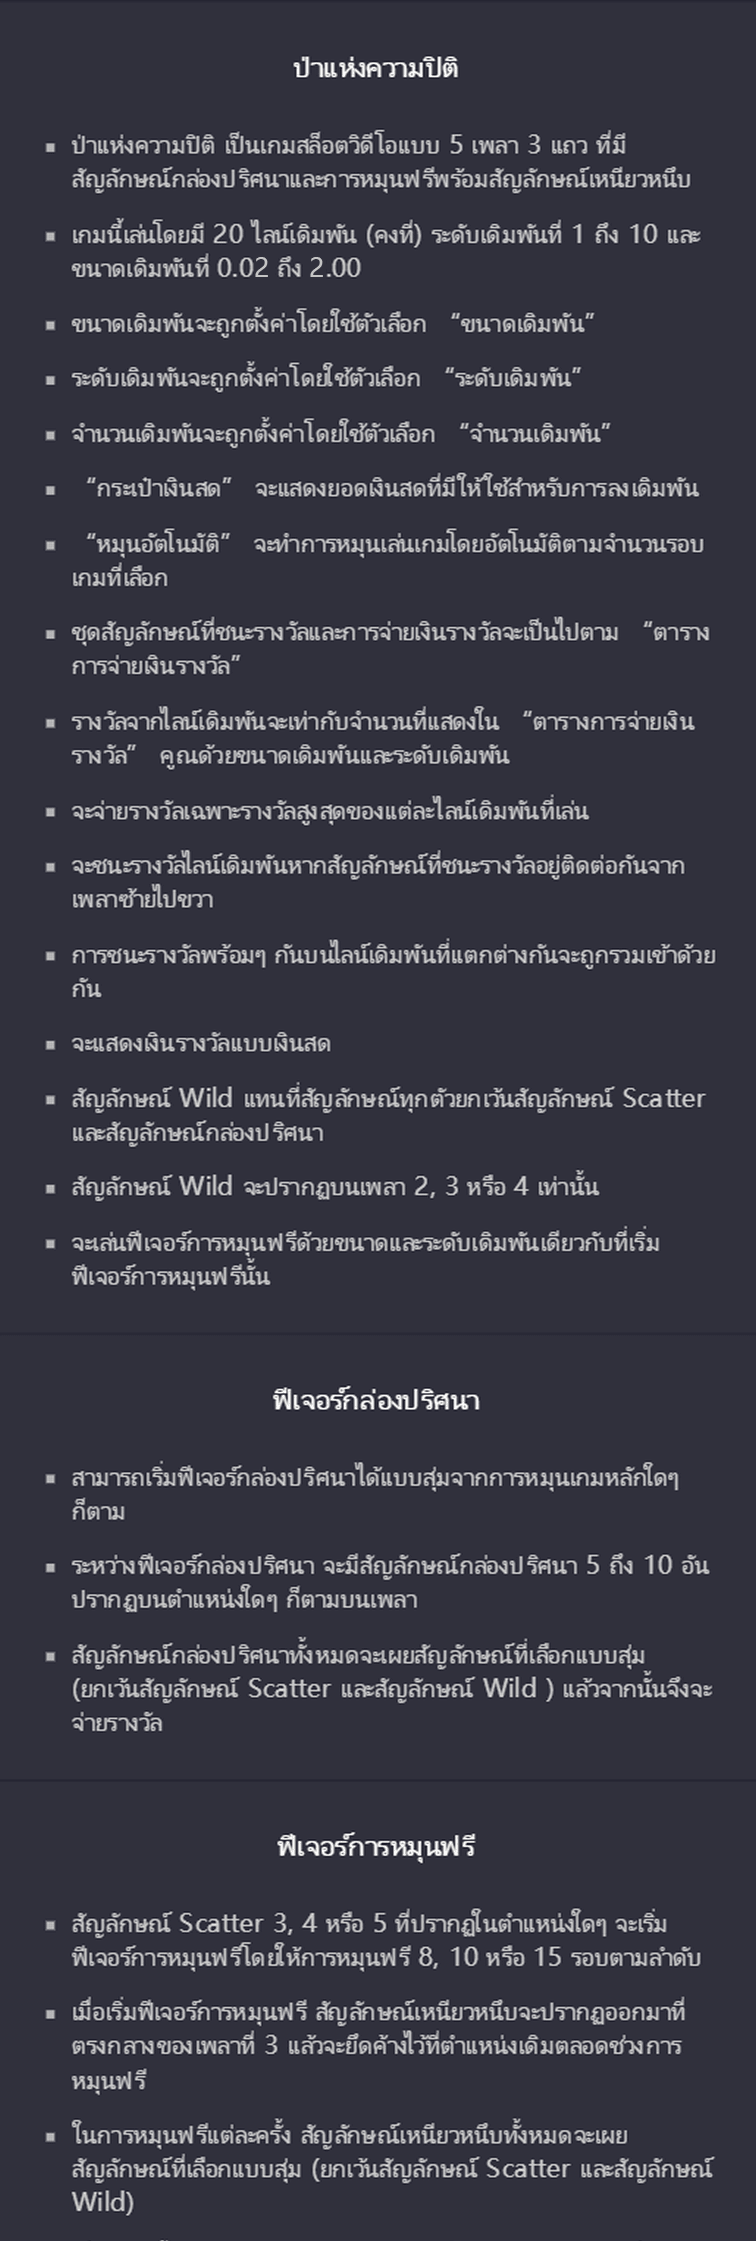 ป่าแห่งความปิติ
▪ ป่าแห่งความปิติ เป็นเกมสล็อตวิดีโอแบบ 5 เพลา 3 แถว ที่มี
สัญลักษณ์กล่องปริศนาและการหมุนฟรีพร้อมสัญลักษณ์เหนียวหนึบ
▪ เกมนี้เล่นโดยมี 20 ไลน์เดิมพัน (คงที่) ระดับเดิมพันที่ 1 ถึง 10 และ
ขนาดเดิมพันที่ 0.02 ถึง 2.00
▪ ขนาดเดิมพันจะถูกตั้งค่าโดยใช้ตัวเลือก “ขนาดเดิมพัน”
▪ ระดับเดิมพันจะถูกตั้งค่าโดยใช้ตัวเลือก “ระดับเดิมพัน”
▪ จำนวนเดิมพันจะถูกตั้งค่าโดยใช้ตัวเลือก “จำนวนเดิมพัน”
▪ “กระเป๋าเงินสด” จะแสดงยอดเงินสดที่มีให้ใช้สำหรับการลงเดิมพัน
▪ “หมุนอัตโนมัติ” จะทำการหมุนเล่นเกมโดยอัตโนมัติตามจำนวนรอบ
เกมที่เลือก
▪ ชุดสัญลักษณ์ที่ชนะรางวัลและการจ่ายเงินรางวัลจะเป็นไปตาม “ตาราง
การจ่ายเงินรางวัล”
▪ รางวัลจากไลน์เดิมพันจะเท่ากับจำนวนที่แสดงใน “ตารางการจ่ายเงิน
รางวัล” คูณด้วยขนาดเดิมพันและระดับเดิมพัน
▪ จะจ่ายรางวัลเฉพาะรางวัลสูงสุดของแต่ละไลน์เดิมพันที่เล่น
▪ จะชนะรางวัลไลน์เดิมพันหากสัญลักษณ์ที่ชนะรางวัลอยู่ติดต่อกันจาก
เพลาซ้ายไปขวา
▪ การชนะรางวัลพร้อมๆ กันบนไลน์เดิมพันที่แตกต่างกันจะถูกรวมเข้าด้วย
กัน
▪ จะแสดงเงินรางวัลแบบเงินสด
▪ สัญลักษณ์ Wild แทนที่สัญลักษณ์ทุกตัวยกเว้นสัญลักษณ์ Scatter
และสัญลักษณ์กล่องปริศนา
▪ สัญลักษณ์ Wild จะปรากฏบนเพลา 2, 3 หรือ 4 เท่านั้น
▪ จะเล่นฟีเจอร์การหมุนฟรีด้วยขนาดและระดับเดิมพันเดียวกับที่เริ่ม
ฟีเจอร์การหมุนฟรีนั้น
ฟีเจอร์กล่องปริศนา
▪ สามารถเริ่มฟีเจอร์กล่องปริศนาได้แบบสุ่มจากการหมุนเกมหลักใดๆ
ก็ตาม
▪ ระหว่างฟีเจอร์กล่องปริศนา จะมีสัญลักษณ์กล่องปริศนา 5 ถึง 10 อัน
ปรากฏบนตำแหน่งใดๆ ก็ตามบนเพลา
▪ สัญลักษณ์กล่องปริศนาทั้งหมดจะเผยสัญลักษณ์ที่เลือกแบบสุ่ม
(ยกเว้นสัญลักษณ์ Scatter และสัญลักษณ์ Wild ) แล้วจากนั้นจึงจะ
จ่ายรางวัล
ฟีเจอร์การหมุนฟรี
▪ สัญลักษณ์ Scatter 3, 4 หรือ 5 ที่ปรากฏในตำแหน่งใดๆ จะเริ่ม
ฟีเจอร์การหมุนฟรีโดยให้การหมุนฟรี 8, 10 หรือ 15 รอบตามลำดับ
▪ เมื่อเริ่มฟีเจอร์การหมุนฟรี สัญลักษณ์เหนียวหนึบจะปรากฏออกมาที่
ตรงกลางของเพลาที่ 3 แล้วจะยึดค้างไว้ที่ตำแหน่งเดิมตลอดช่วงการ
หมุนฟรี
▪ ในการหมุนฟรีแต่ละครั้ง สัญลักษณ์เหนียวหนึบทั้งหมดจะเผย
สัญลักษณ์ที่เลือกแบบสุ่ม (ยกเว้นสัญลักษณ์ Scatter และสัญลักษณ์
Wild)